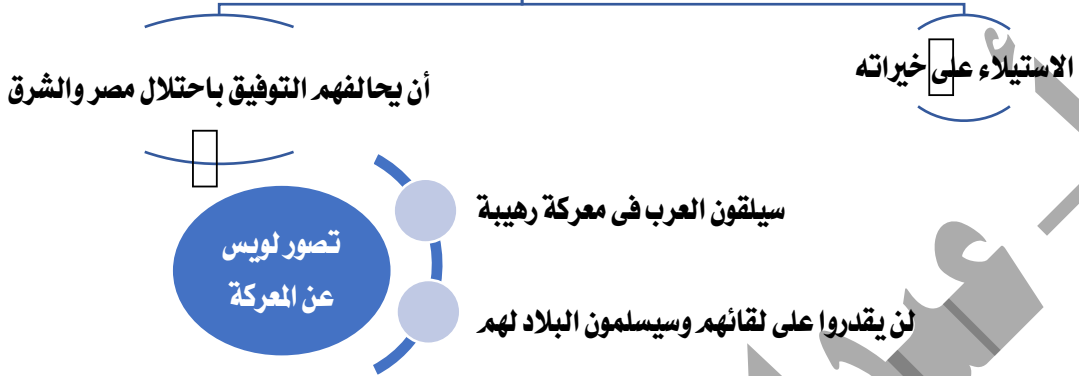 الاستيلاء على خيراته
أن يحالفهم التوفيق باحتلال مصر والشرق
سيلقون العرب فى معركة رهيبة
تصور لويس
عن المعركة
لن يقدروا على لقائهم وسيسلمون البلاد لهم